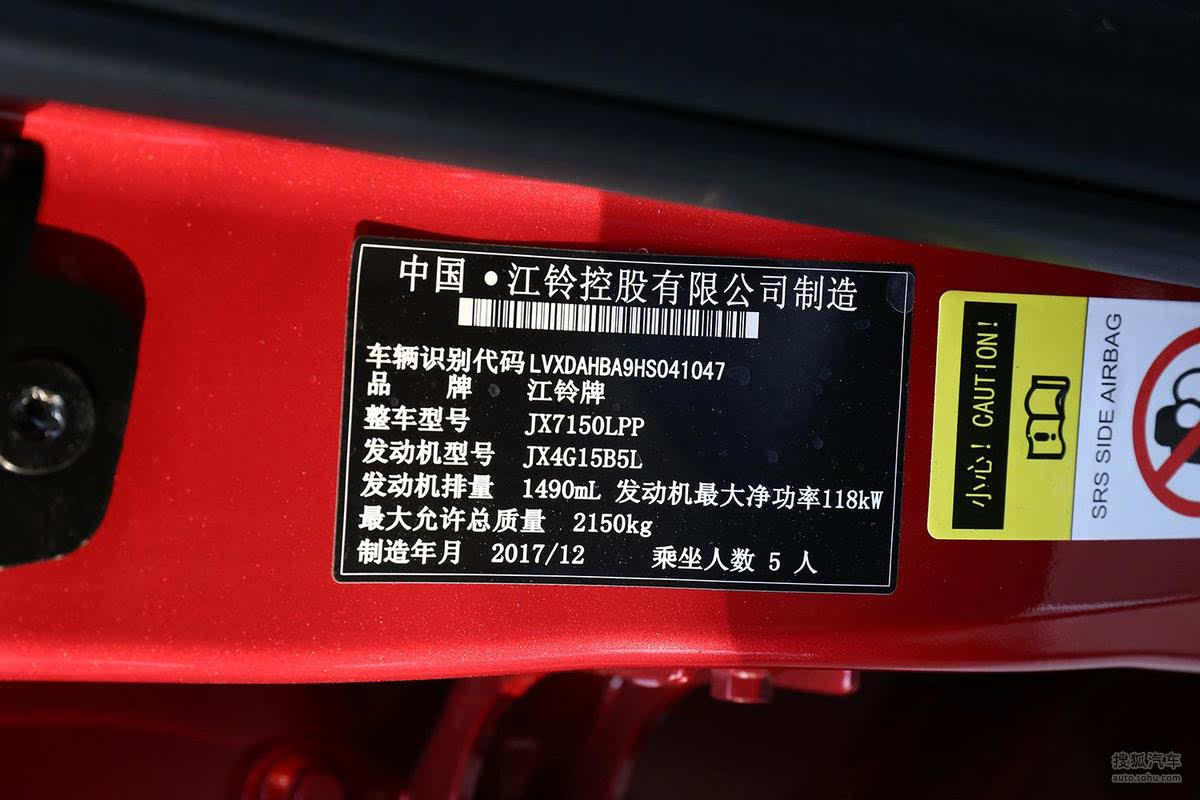 中国·江铃控股有限公司制造
车辆识别代码 LVXDAHBA9HS041047
品 牌 江铃牌
整车型号 JX7150LPP
发动机型号 JX4G15B5L
发动机排量 1490mL 发动机最大净功率118kW
最大允许总质量 2150kg
制造年月 2017/12 乘坐人数 5 人
小心! CAUTION!
SRS SIDE AIRBAG
搜狐汽车
auto.sohu.com